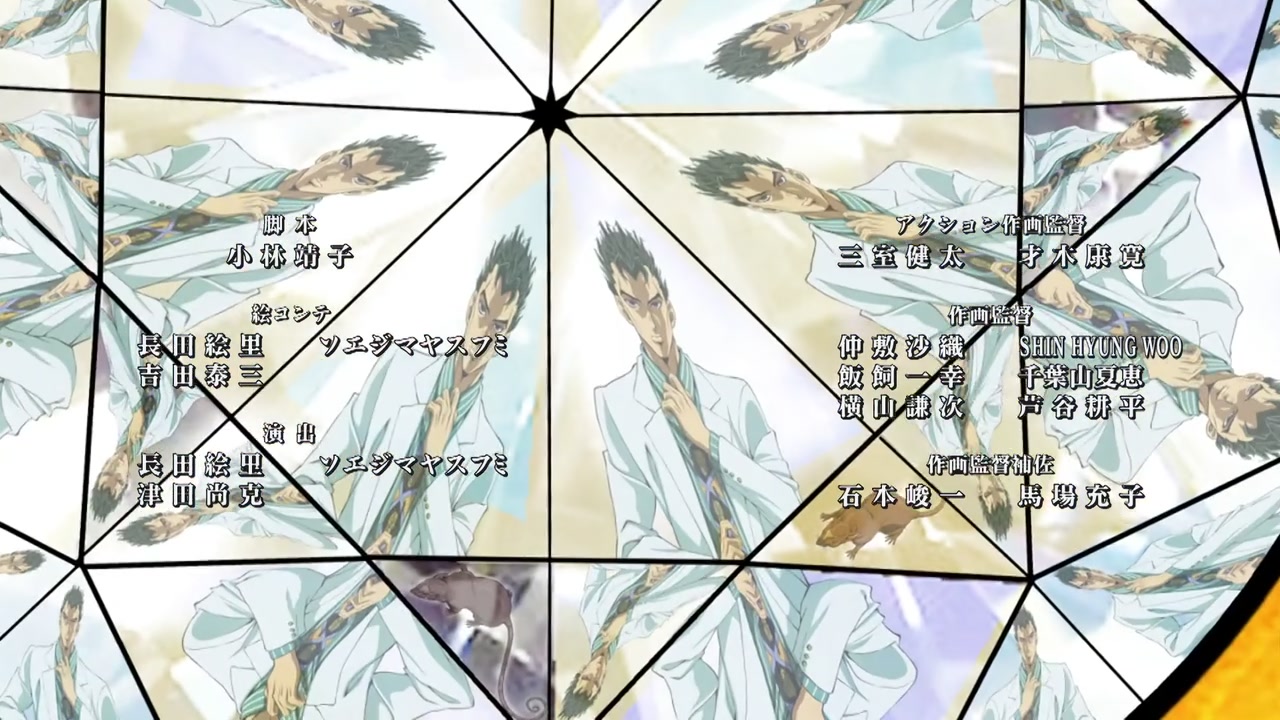 脚本
小林靖子
絵コンテ
長田絵里 ソエジマヤスフミ
吉田泰三
演出
長田絵里 ソエジマヤスフミ
津田尚克
アクション作画監督
三室健太 才木康寛
作画監督
仲敷沙織 SHIN HYUNG WOO
飯飼一幸 千葉山夏恵
横山謙次 芦谷耕平
作画監督補佐
石本峻一 馬場充子